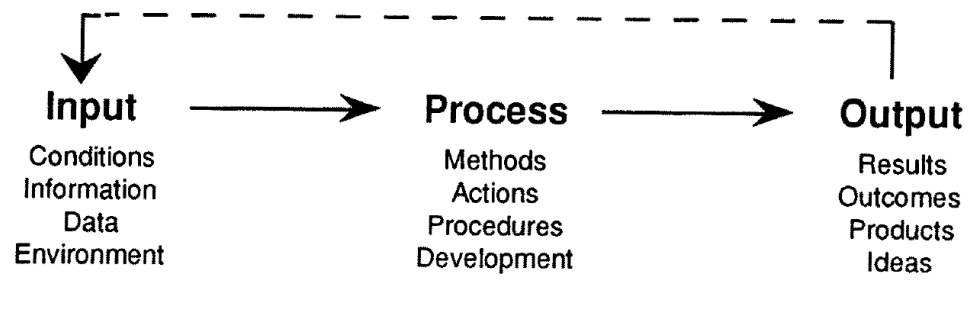 Input
Conditions
Information
Data
Environment
Process
Methods
Actions
Procedures
Development
Output
Results
Outcomes
Products
Ideas